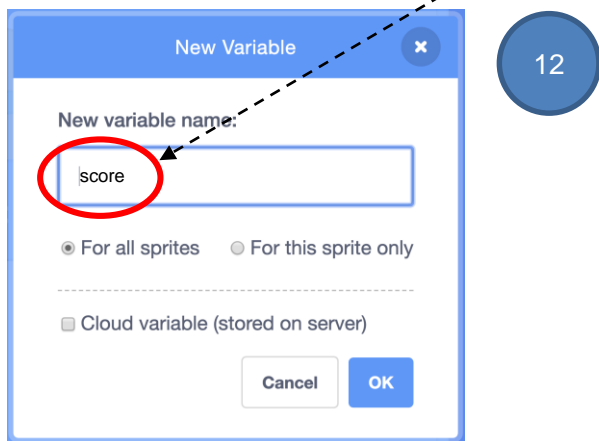 New Variable
12
New variable name:
score
For all sprites For this sprite only
Cloud variable (stored on server)
Cancel OK